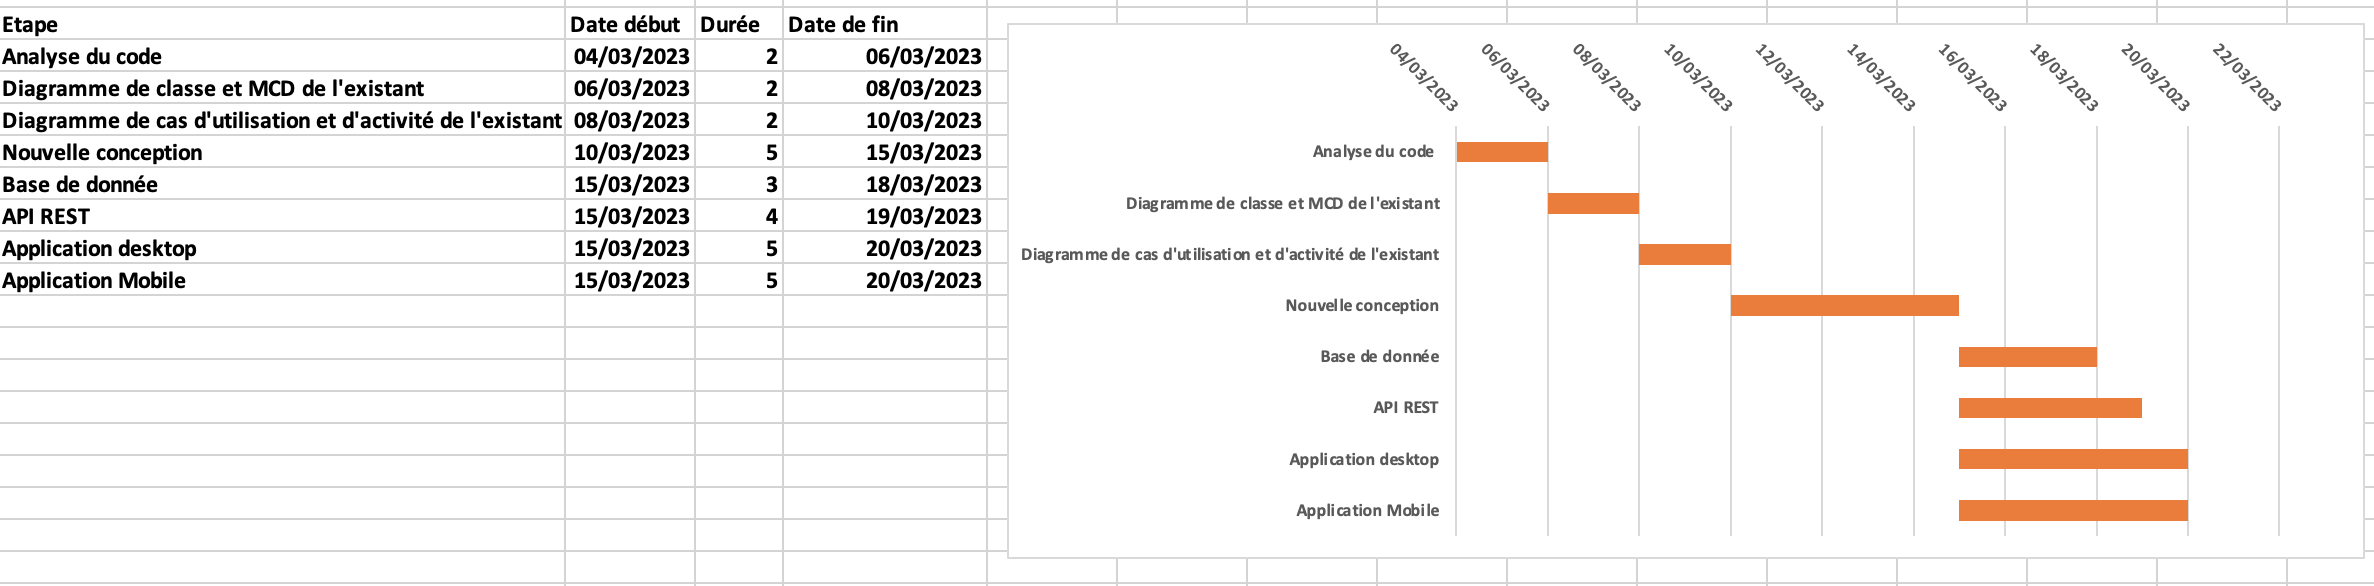 Etape Date début Durée Date de fin
Analyse du code 04/03/2023 2 06/03/2023
Diagramme de classe et MCD de l'existant 06/03/2023 2 08/03/2023
Diagramme de cas d'utilisation et d'activité de l'existant 08/03/2023 2 10/03/2023
Nouvelle conception 10/03/2023 5 15/03/2023
Base de donnée 15/03/2023 3 18/03/2023
API REST 15/03/2023 4 19/03/2023
Application desktop 15/03/2023 5 20/03/2023
Application Mobile 15/03/2023 5 20/03/2023
04/03/2023 06/03/2023 08/03/2023 10/03/2023 12/03/2023 14/03/2023 16/03/2023 18/03/2023 20/03/2023 22/03/2023
Analyse du code
Diagramme de classe et MCD de l'existant
Diagramme de cas d'utilisation et d'activité de l'existant
Nouvelle conception
Base de donnée
API REST
Application desktop
Application Mobile